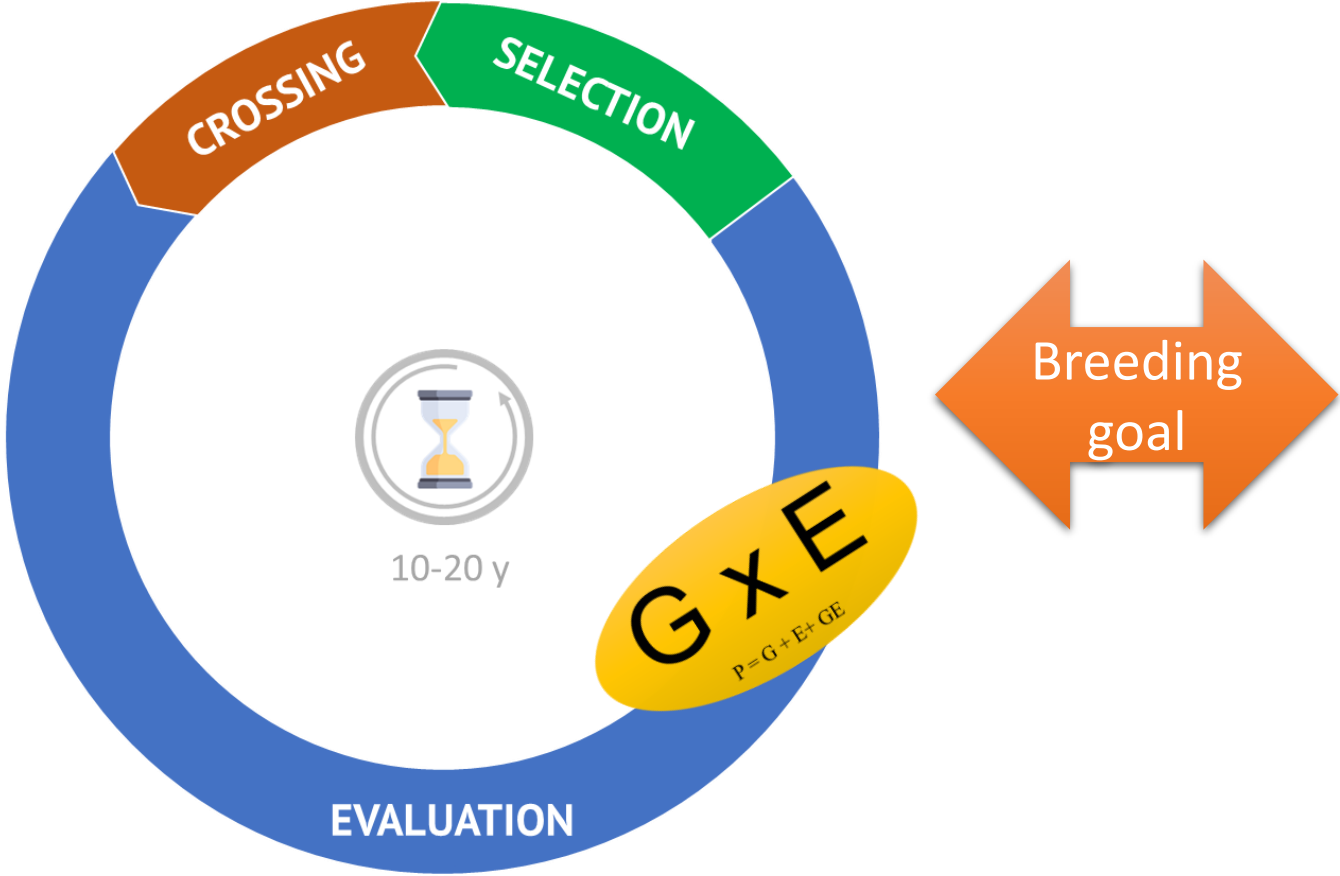 CROSSING
SELECTION
Breeding
goal
10-20 y
G x E
P = G + E+ GE
EVALUATION